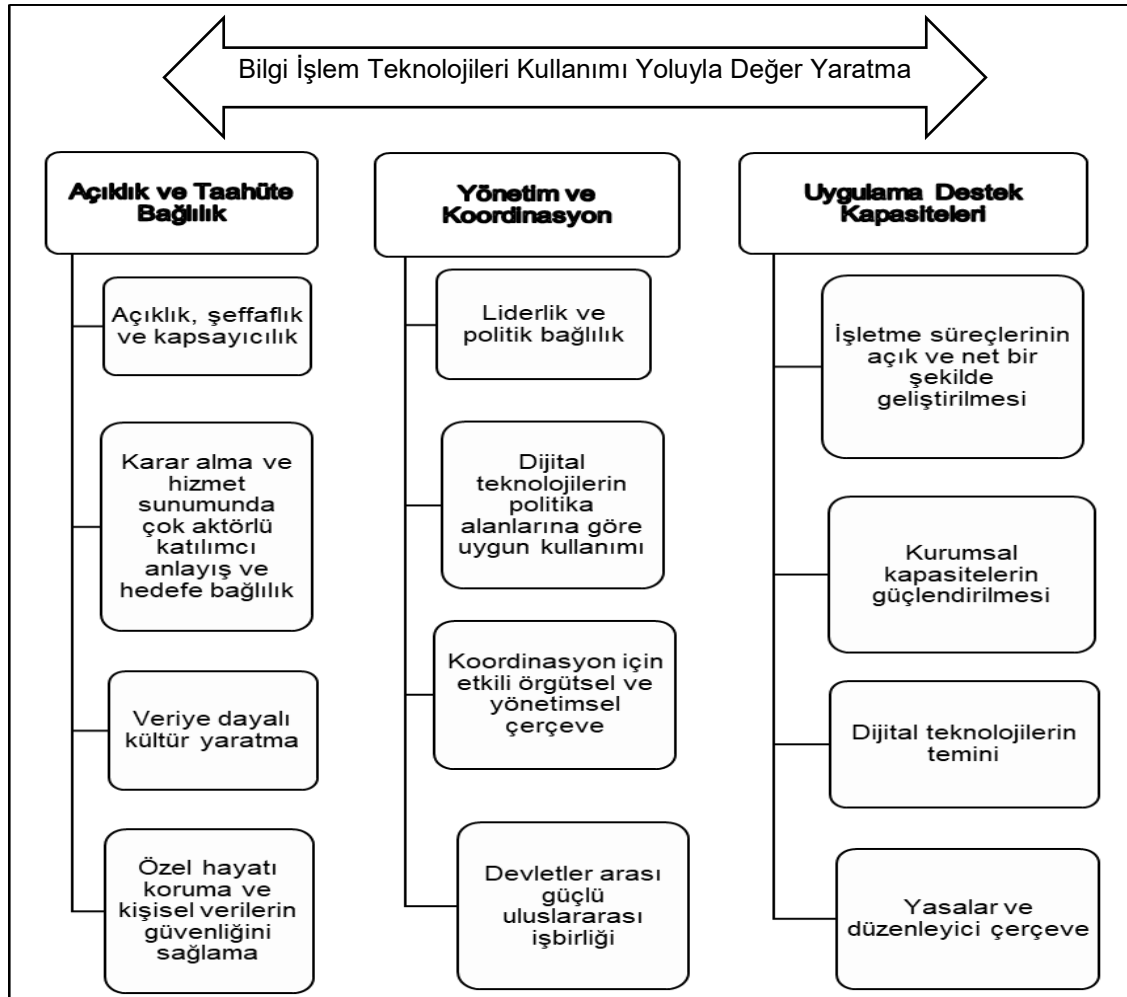 Bilgi İşlem Teknolojileri Kullanımı Yoluyla Değer Yaratma
Açıklık ve Taahüte
Bağlılık
Açıklık, şeffaflık
ve kapsayıcılık
Karar alma ve
hizmet
sunumunda
çok aktörlü
katılımcı
anlayış ve
hedefe bağlılık
Veriye dayalı
kültür yaratma
Özel hayatı
koruma ve
kişisel verilerin
güvenliğini
sağlama
Yönetim ve
Koordinasyon
Liderlik ve
politik bağlılık
Dijital
teknolojilerin
politika
alanlarına göre
uygun kullanımı
Koordinasyon için
etkili örgütsel ve
yönetimsel
çerçeve
Devletler arası
güçlü
uluslararası
işbirliği
Uygulama Destek
Kapasiteleri
İşletme süreçlerinin
açık ve net bir
şekilde
geliştirilmesi
Kurumsal
kapasitelerin
güçlendirilmesi
Dijital teknolojilerin
temini
Yasalar ve
düzenleyici çerçeve